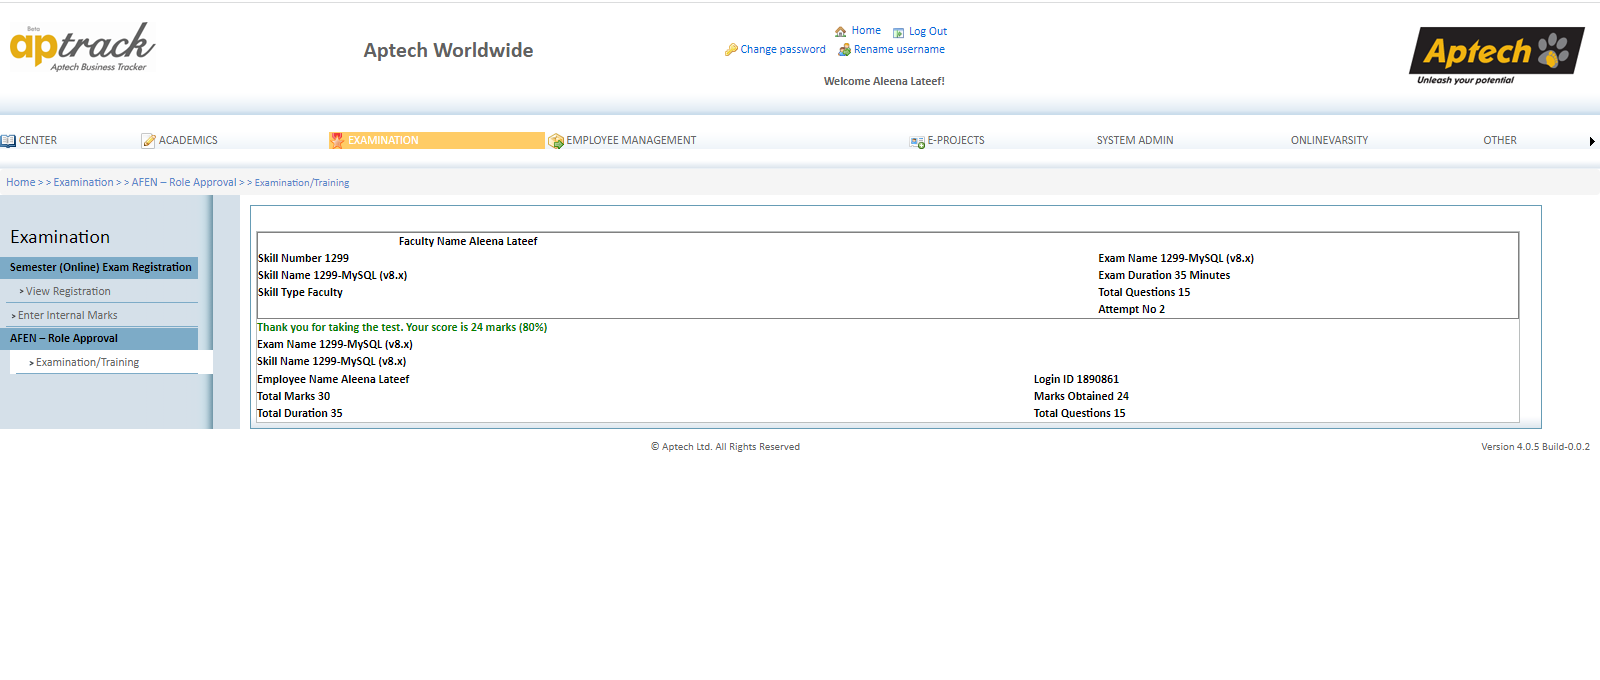 Beta
aptrack
Aptech Business Tracker
Aptech Worldwide
Home Log Out
Change password Rename username
Welcome Aleena Lateef!
Aptech
Unleash your potential
CENTER ACADEMICS EXAMINATION EMPLOYEE MANAGEMENT E-PROJECTS SYSTEM ADMIN ONLINEVARSITY OTHER
Home > > Examination > > AFEN – Role Approval > > Examination/Training
Examination
Semester (Online) Exam Registration
> View Registration
> Enter Internal Marks
AFEN – Role Approval
> Examination/Training
Faculty Name Aleena Lateef
Skill Number 1299 Exam Name 1299-MySQL (v8.x)
Skill Name 1299-MySQL (v8.x) Exam Duration 35 Minutes
Skill Type Faculty Total Questions 15
Attempt No 2
Thank you for taking the test. Your score is 24 marks (80%)
Exam Name 1299-MySQL (v8.x)
Skill Name 1299-MySQL (v8.x)
Employee Name Aleena Lateef Login ID 1890861
Total Marks 30 Marks Obtained 24
Total Duration 35 Total Questions 15
© Aptech Ltd. All Rights Reserved Version 4.0.5 Build-0.0.2